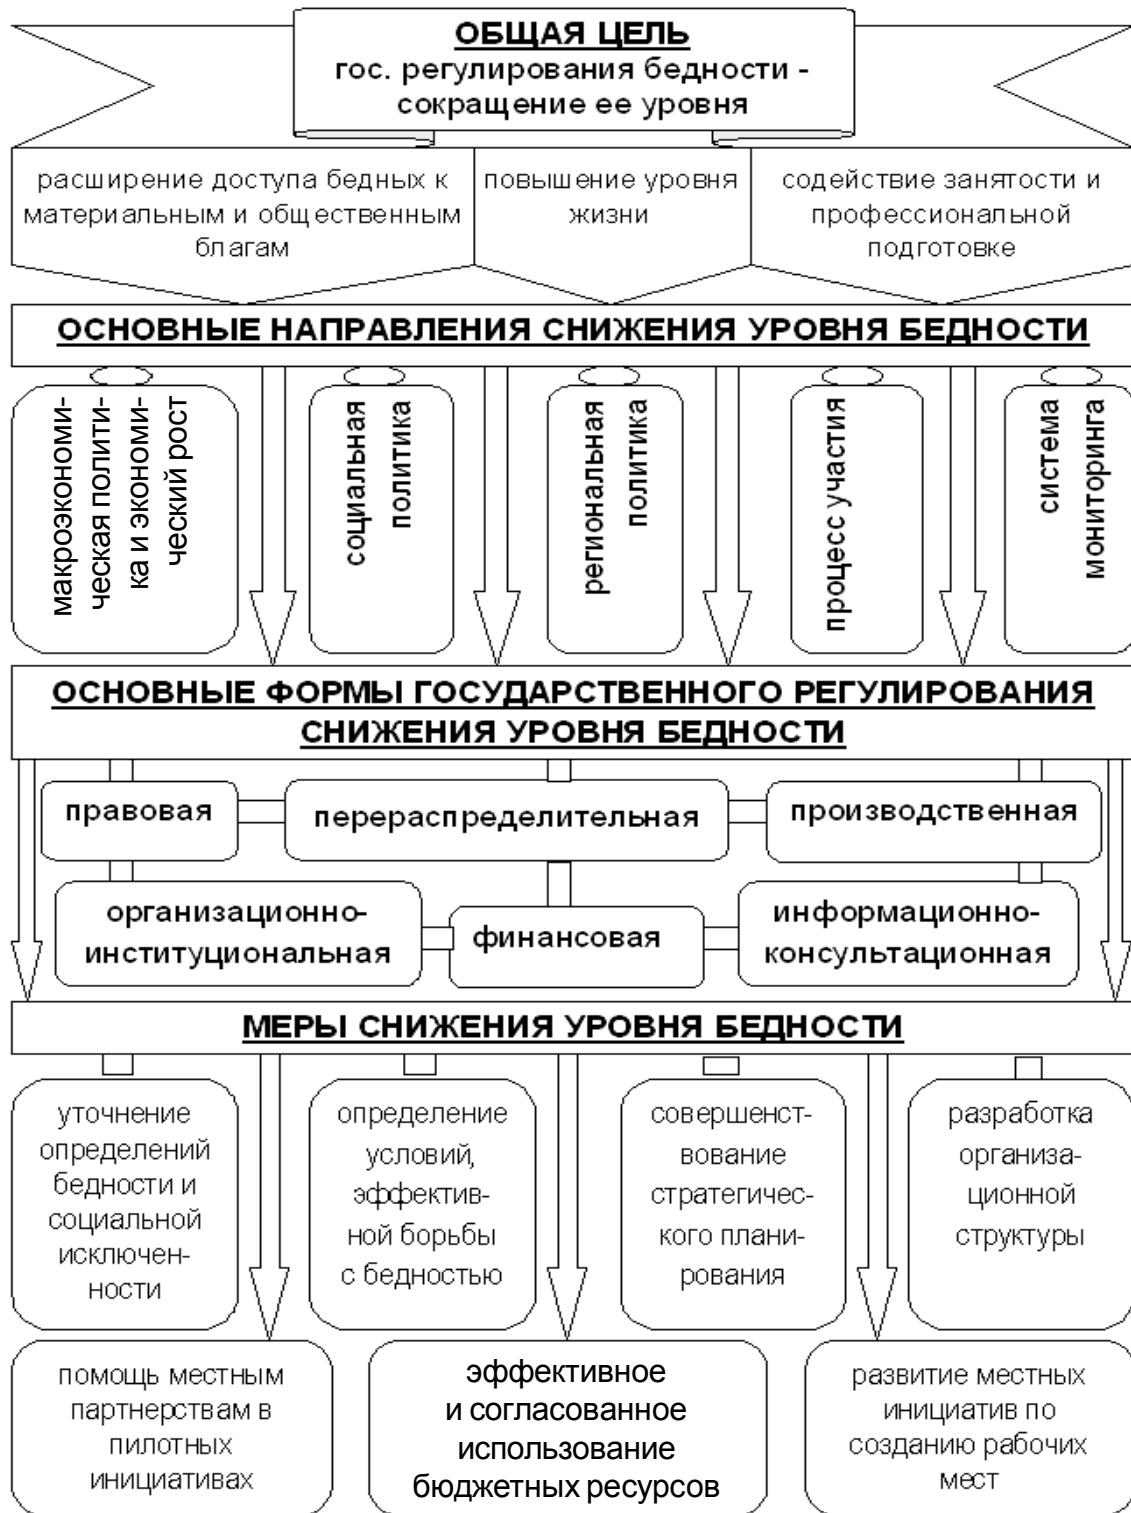 ОБЩАЯ ЦЕЛЬ
гос. регулирования бедности -
сокращение ее уровня
расширение доступа бедных к
материальным и общественным
благам
повышение уровня
жизни
содействие занятости и
профессиональной
подготовке
ОСНОВНЫЕ НАПРАВЛЕНИЯ СНИЖЕНИЯ УРОВНЯ БЕДНОСТИ
макроэкономи-
ческая полити-
ка и экономи-
ческий рост
социальная
политика
региональная
политика
процесс участия
система
мониторинга
ОСНОВНЫЕ ФОРМЫ ГОСУДАРСТВЕННОГО РЕГУЛИРОВАНИЯ
СНИЖЕНИЯ УРОВНЯ БЕДНОСТИ
правовая
перераспределительная
производственная
организационно-
институциональная
финансовая
информационно-
консультационная
МЕРЫ СНИЖЕНИЯ УРОВНЯ БЕДНОСТИ
уточнение
определений
бедности и
социальной
исключен-
ности
определение
условий,
эффектив-
ной борьбы
с бедностью
совершенст-
вование
стратегичес-
кого плани-
рования
разработка
организа-
ционной
структуры
помощь местным
партнерствам в
пилотных
инициативах
эффективное
и согласованное
использование
бюджетных ресурсов
развитие местных
инициатив по
созданию рабочих
мест